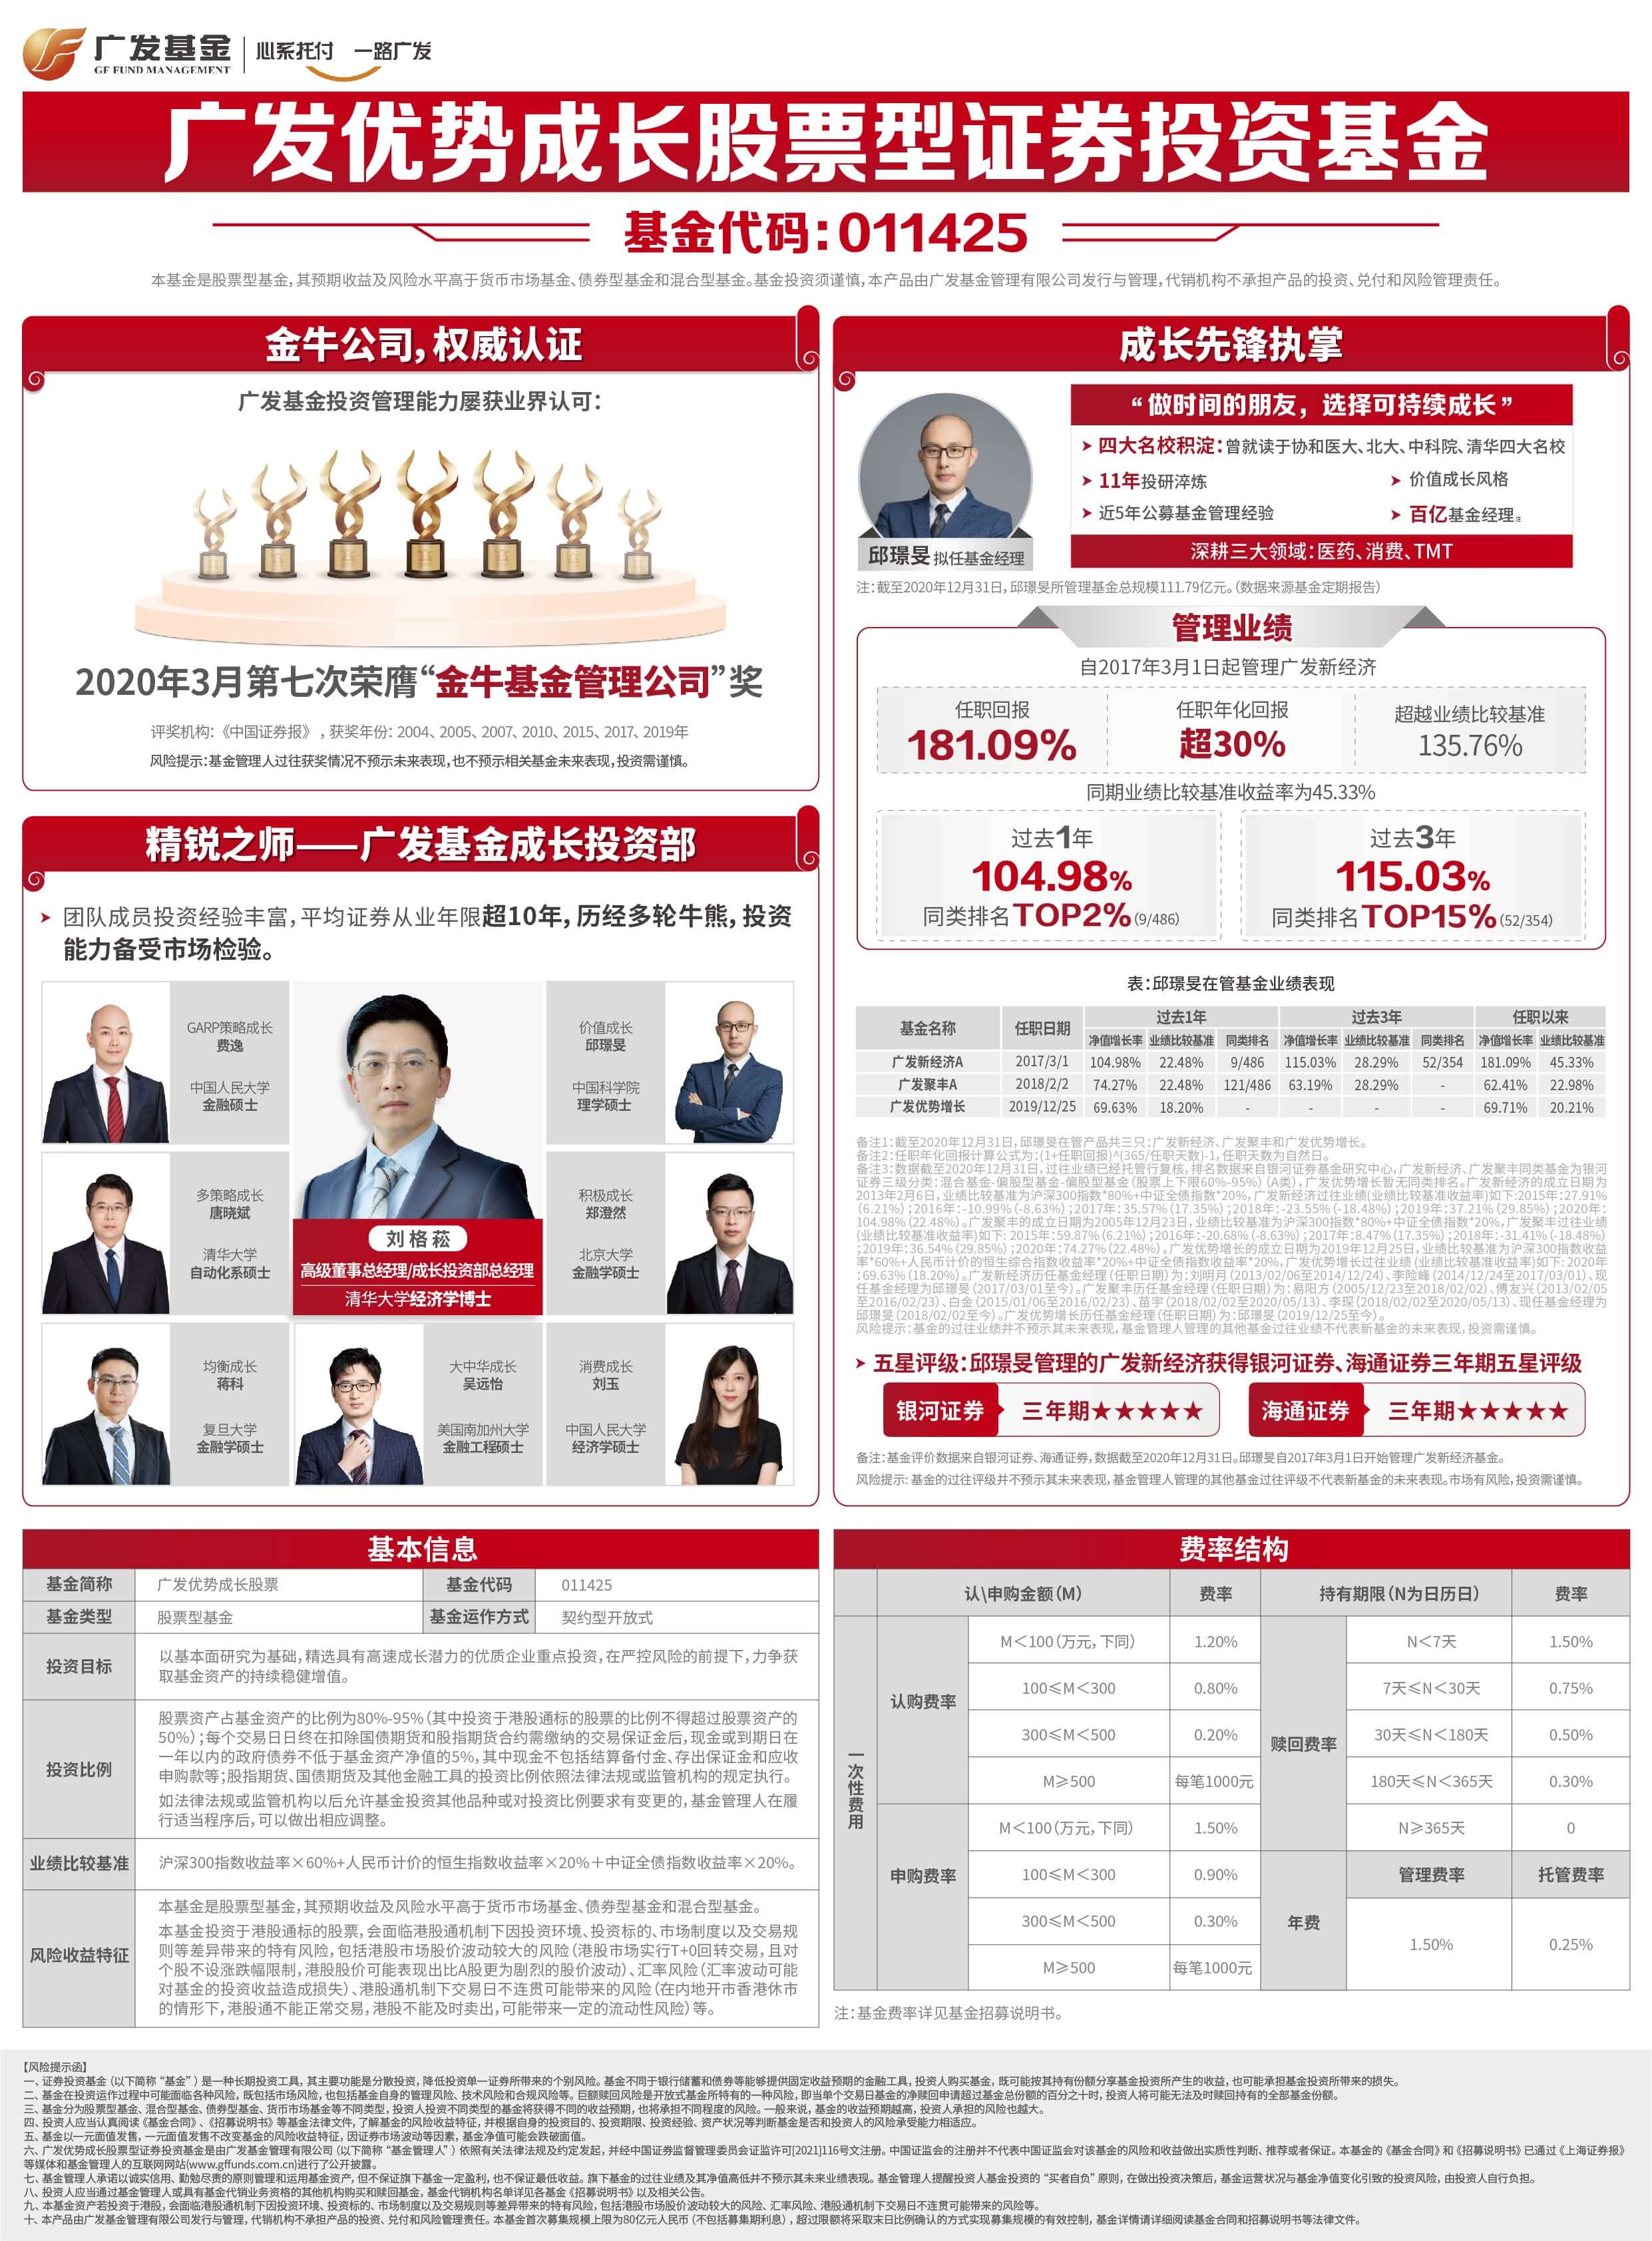 广发基金
GF FUND MANAGEMENT
心系托付 一路广发
广发优势成长股票型证券投资基金
基金代码:011425
本基金是股票型基金,其预期收益及风险水平高于货币市场基金、债券型基金和混合型基金。基金投资须谨慎,本产品由广发基金管理有限公司发行与管理,代销机构不承担产品的投资、兑付和风险管理责任。
金牛公司,权威认证
广发基金投资管理能力屡获业界认可:
2020年3月第七次荣膺“金牛基金管理公司”奖
评奖机构:《中国证券报》,获奖年份:2004、2005、2007、2010、2015、2017、2019年
风险提示:基金管理人过往获奖情况不预示未来表现,也不预示相关基金未来表现,投资需谨慎。
精锐之师——广发基金成长投资部
团队成员投资经验丰富,平均证券从业年限超10年,历经多轮牛熊,投资
能力备受市场检验。
GARP策略成长
费逸
中国人民大学
金融硕士
价值成长
邱璟旻
中国科学院
理学硕士
多策略成长
唐晓斌
清华大学
自动化系硕士
刘格菘
高级董事总经理/成长投资部总经理
清华大学经济学博士
积极成长
郑澄然
北京大学
金融学硕士
均衡成长
蒋科
复旦大学
金融学硕士
大中华成长
吴远怡
美国南加州大学
金融工程硕士
消费成长
刘玉
中国人民大学
经济学硕士
成长先锋执掌
邱璟旻 拟任基金经理
“做时间的朋友,选择可持续成长”
四大名校积淀:曾就读于协和医大、北大、中科院、清华四大名校
11年投研淬炼 价值成长风格
近5年公募基金管理经验 百亿基金经理注
深耕三大领域:医药、消费、TMT
注:截至2020年12月31日,邱璟旻所管理基金总规模111.79亿元。(数据来源基金定期报告)
管理业绩
自2017年3月1日起管理广发新经济
任职回报 任职年化回报 超越业绩比较基准
181.09% 超30% 135.76%
同期业绩比较基准收益率为45.33%
过去1年 过去3年
104.98% 115.03%
同类排名TOP2%(9/486) 同类排名TOP15%(52/354)
表:邱璟旻在管基金业绩表现
基金名称 任职日期 过去1年 过去3年 任职以来
净值增长率 业绩比较基准 同类排名 净值增长率 业绩比较基准 同类排名 净值增长率 业绩比较基准
广发新经济A 2017/3/1 104.98% 22.48% 9/486 115.03% 28.29% 52/354 181.09% 45.33%
广发聚丰A 2018/2/2 74.27% 22.48% 121/486 63.19% 28.29% - 62.41% 22.98%
广发优势增长 2019/12/25 69.63% 18.20% - - - - 69.71% 20.21%
备注1:截至2020年12月31日,邱璟旻在管产品共三只:广发新经济、广发聚丰和广发优势增长。
备注2:任职年化回报计算公式为:(1+任职回报)^(365/任职天数)-1,任职天数为自然日。
备注3:数据截至2020年12月31日,过往业绩已经托管行复核,排名数据来自银河证券基金研究中心,广发新经济、广发聚丰同类基金为银河
证券三级分类:混合基金-偏股型基金-偏股型基金(股票上下限60%-95%)(A类),广发优势增长暂无同类排名。广发新经济的成立日期为
2013年2月6日,业绩比较基准为沪深300指数*80%+中证全债指数*20%,广发新经济过往业绩(业绩比较基准收益率)如下:2015年:27.91%
(6.21%);2016年:-10.99%(-8.63%);2017年:35.57%(17.35%);2018年:-23.55%(-18.48%);2019年:37.21%(29.85%);2020年:
104.98%(22.48%)。广发聚丰的成立日期为2005年12月23日,业绩比较基准为沪深300指数*80%+中证全债指数*20%,广发聚丰过往业绩
(业绩比较基准收益率)如下:2015年:59.87%(6.21%);2016年:-20.68%(-8.63%);2017年:8.47%(17.35%);2018年:-31.41%(-18.48%)
;2019年:36.54%(29.85%);2020年:74.27%(22.48%)。广发优势增长的成立日期为2019年12月25日,业绩比较基准为沪深300指数收益
率*60%+人民币计价的恒生综合指数收益率*20%+中证全债指数收益率*20%,广发优势增长过往业绩(业绩比较基准收益率)如下:2020年
:69.63%(18.20%)。广发新经济历任基金经理(任职日期)为:刘明月(2013/02/06至2014/12/24)、李险峰(2014/12/24至2017/03/01)、现
任基金经理为邱璟旻(2017/03/01至今)。广发聚丰历任基金经理(任职日期)为:易阳方(2005/12/23至2018/02/02)、傅友兴(2013/02/05
至2016/02/23)、白金(2015/01/06至2016/02/23)、苗宇(2018/02/02至2020/05/13)、李琛(2018/02/02至2020/05/13)、现任基金经理为
邱璟旻(2018/02/02至今)。广发优势增长历任基金经理(任职日期)为:邱璟旻(2019/12/25至今)。
风险提示:基金的过往业绩并不预示其未来表现,基金管理人管理的其他基金过往业绩不代表新基金的未来表现,投资需谨慎。
五星评级:邱璟旻管理的广发新经济获得银河证券、海通证券三年期五星评级
银河证券 三年期★★★★★ 海通证券 三年期★★★★★
备注:基金评价数据来自银河证券、海通证券,数据截至2020年12月31日。邱璟旻自2017年3月1日开始管理广发新经济基金。
风险提示:基金的过往评级并不预示其未来表现,基金管理人管理的其他基金过往评级不代表新基金的未来表现。市场有风险,投资需谨慎。
基本信息
基金简称 广发优势成长股票 基金代码 011425
基金类型 股票型基金 基金运作方式 契约型开放式
投资目标
以基本面研究为基础,精选具有高速成长潜力的优质企业重点投资,在严控风险的前提下,力争获
取基金资产的持续稳健增值。
投资比例
股票资产占基金资产的比例为80%-95%(其中投资于港股通标的股票的比例不得超过股票资产的
50%);每个交易日日终在扣除国债期货和股指期货合约需缴纳的交易保证金后,现金或到期日在
一年以内的政府债券不低于基金资产净值的5%,其中现金不包括结算备付金、存出保证金和应收
申购款等;股指期货、国债期货及其他金融工具的投资比例依照法律法规或监管机构的规定执行。
如法律法规或监管机构以后允许基金投资其他品种或对投资比例要求有变更的,基金管理人在履
行适当程序后,可以做出相应调整。
业绩比较基准 沪深300指数收益率×60%+人民币计价的恒生指数收益率×20%+中证全债指数收益率×20%。
风险收益特征
本基金是股票型基金,其预期收益及风险水平高于货币市场基金、债券型基金和混合型基金。
本基金投资于港股通标的股票,会面临港股通机制下因投资环境、投资标的、市场制度以及交易规
则等差异带来的特有风险,包括港股市场股价波动较大的风险(港股市场实行T+0回转交易,且对
个股不设涨跌幅限制,港股股价可能表现出比A股更为剧烈的股价波动)、汇率风险(汇率波动可能
对基金的投资收益造成损失)、港股通机制下交易日不连贯可能带来的风险(在内地开市香港休市
的情形下,港股通不能正常交易,港股不能及时卖出,可能带来一定的流动性风险)等。
费率结构
认\申购金额(M) 费率 持有期限(N为日历日) 费率
一次性费用
认购费率
M<100(万元,下同) 1.20%
100≤M<300 0.80%
300≤M<500 0.20%
M≥500 每笔1000元
申购费率
M<100(万元,下同) 1.50%
100≤M<300 0.90%
300≤M<500 0.30%
M≥500 每笔1000元
赎回费率
N<7天 1.50%
7天≤N<30天 0.75%
30天≤N<180天 0.50%
180天≤N<365天 0.30%
N≥365天 0
年费
管理费率 托管费率
1.50% 0.25%
注:基金费率详见基金招募说明书。
【风险提示函】
一、证券投资基金(以下简称“基金”)是一种长期投资工具,其主要功能是分散投资,降低投资单一证券所带来的个别风险。基金不同于银行储蓄和债券等能够提供固定收益预期的金融工具,投资人购买基金,既可能按其持有份额分享基金投资所产生的收益,也可能承担基金投资所带来的损失。
二、基金在投资运作过程中可能面临各种风险,既包括市场风险,也包括基金自身的管理风险、技术风险和合规风险等。巨额赎回风险是开放式基金所特有的一种风险,即当单个交易日基金的净赎回申请超过基金总份额的百分之十时,投资人将可能无法及时赎回持有的全部基金份额。
三、基金分为股票型基金、混合型基金、债券型基金、货币市场基金等不同类型,投资人投资不同类型的基金将获得不同的收益预期,也将承担不同程度的风险。一般来说,基金的收益预期越高,投资人承担的风险也越大。
四、投资人应当认真阅读《基金合同》、《招募说明书》等基金法律文件,了解基金的风险收益特征,并根据自身的投资目的、投资期限、投资经验、资产状况等判断基金是否和投资人的风险承受能力相适应。
五、基金以一元面值发售,一元面值发售不改变基金的风险收益特征,因证券市场波动等因素,基金净值可能会跌破面值。
六、广发优势成长股票型证券投资基金是由广发基金管理有限公司(以下简称“基金管理人”)依照有关法律法规及约定发起,并经中国证券监督管理委员会证监许可[2021]116号文注册。中国证监会的注册并不代表中国证监会对该基金的风险和收益做出实质性判断、推荐或者保证。本基金的《基金合同》和《招募说明书》已通过《上海证券报》
等媒体和基金管理人的互联网网站(www.gffunds.com.cn)进行了公开披露。
七、基金管理人承诺以诚实信用、勤勉尽责的原则管理和运用基金资产,但不保证旗下基金一定盈利,也不保证最低收益。旗下基金的过往业绩及其净值高低并不预示其未来业绩表现。基金管理人提醒投资人基金投资的“买者自负”原则,在做出投资决策后,基金运营状况与基金净值变化引致的投资风险,由投资人自行负担。
八、投资人应当通过基金管理人或具有基金代销业务资格的其他机构购买和赎回基金,基金代销机构名单详见各基金《招募说明书》以及相关公告。
九、本基金资产若投资于港股,会面临港股通机制下因投资环境、投资标的、市场制度以及交易规则等差异带来的特有风险,包括港股市场股价波动较大的风险、汇率风险、港股通机制下交易日不连贯可能带来的风险等。
十、本产品由广发基金管理有限公司发行与管理,代销机构不承担产品的投资、兑付和风险管理责任。本基金首次募集规模上限为80亿元人民币(不包括募集期利息),超过限额将采取末日比例确认的方式实现募集规模的有效控制,基金详情请详细阅读基金合同和招募说明书等法律文件。